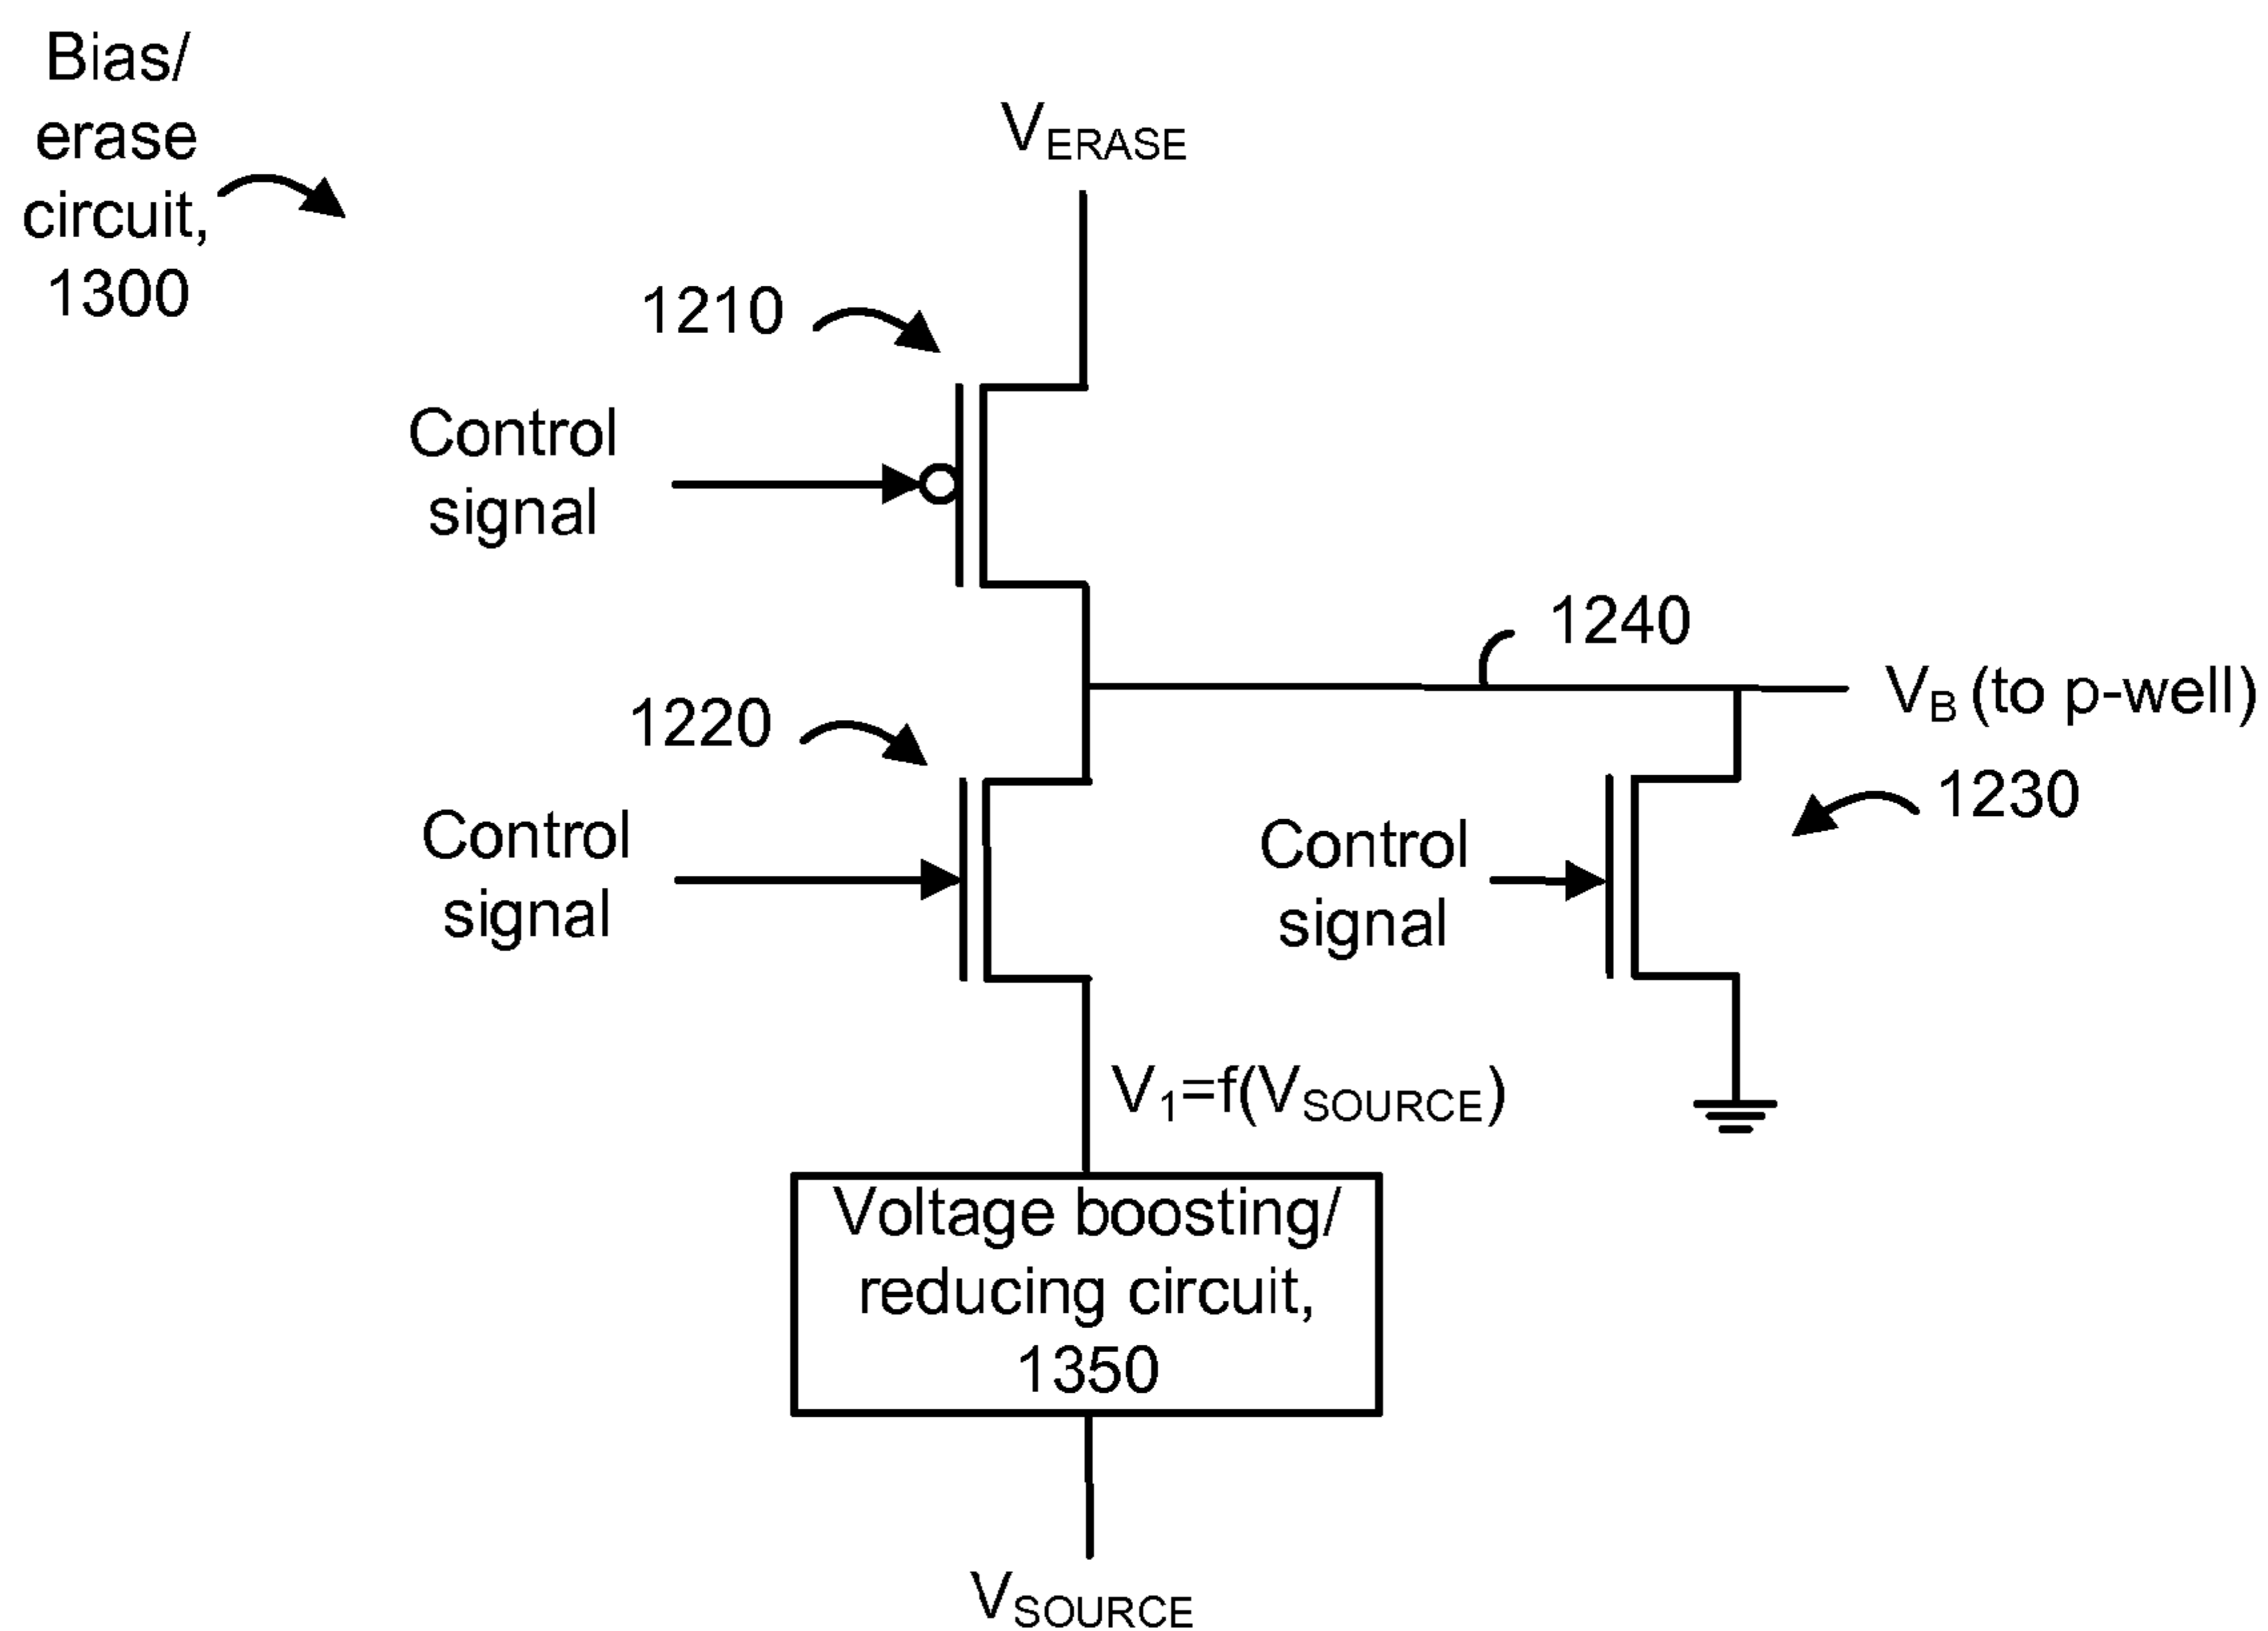 Bias/
erase
circuit,
1300
VERASE
1210
Control
signal
1240
VB (to p-well)
1220
1230
Control
signal
Control
signal
V1=f(VSOURCE)
Voltage boosting/
reducing circuit,
1350
VSOURCE